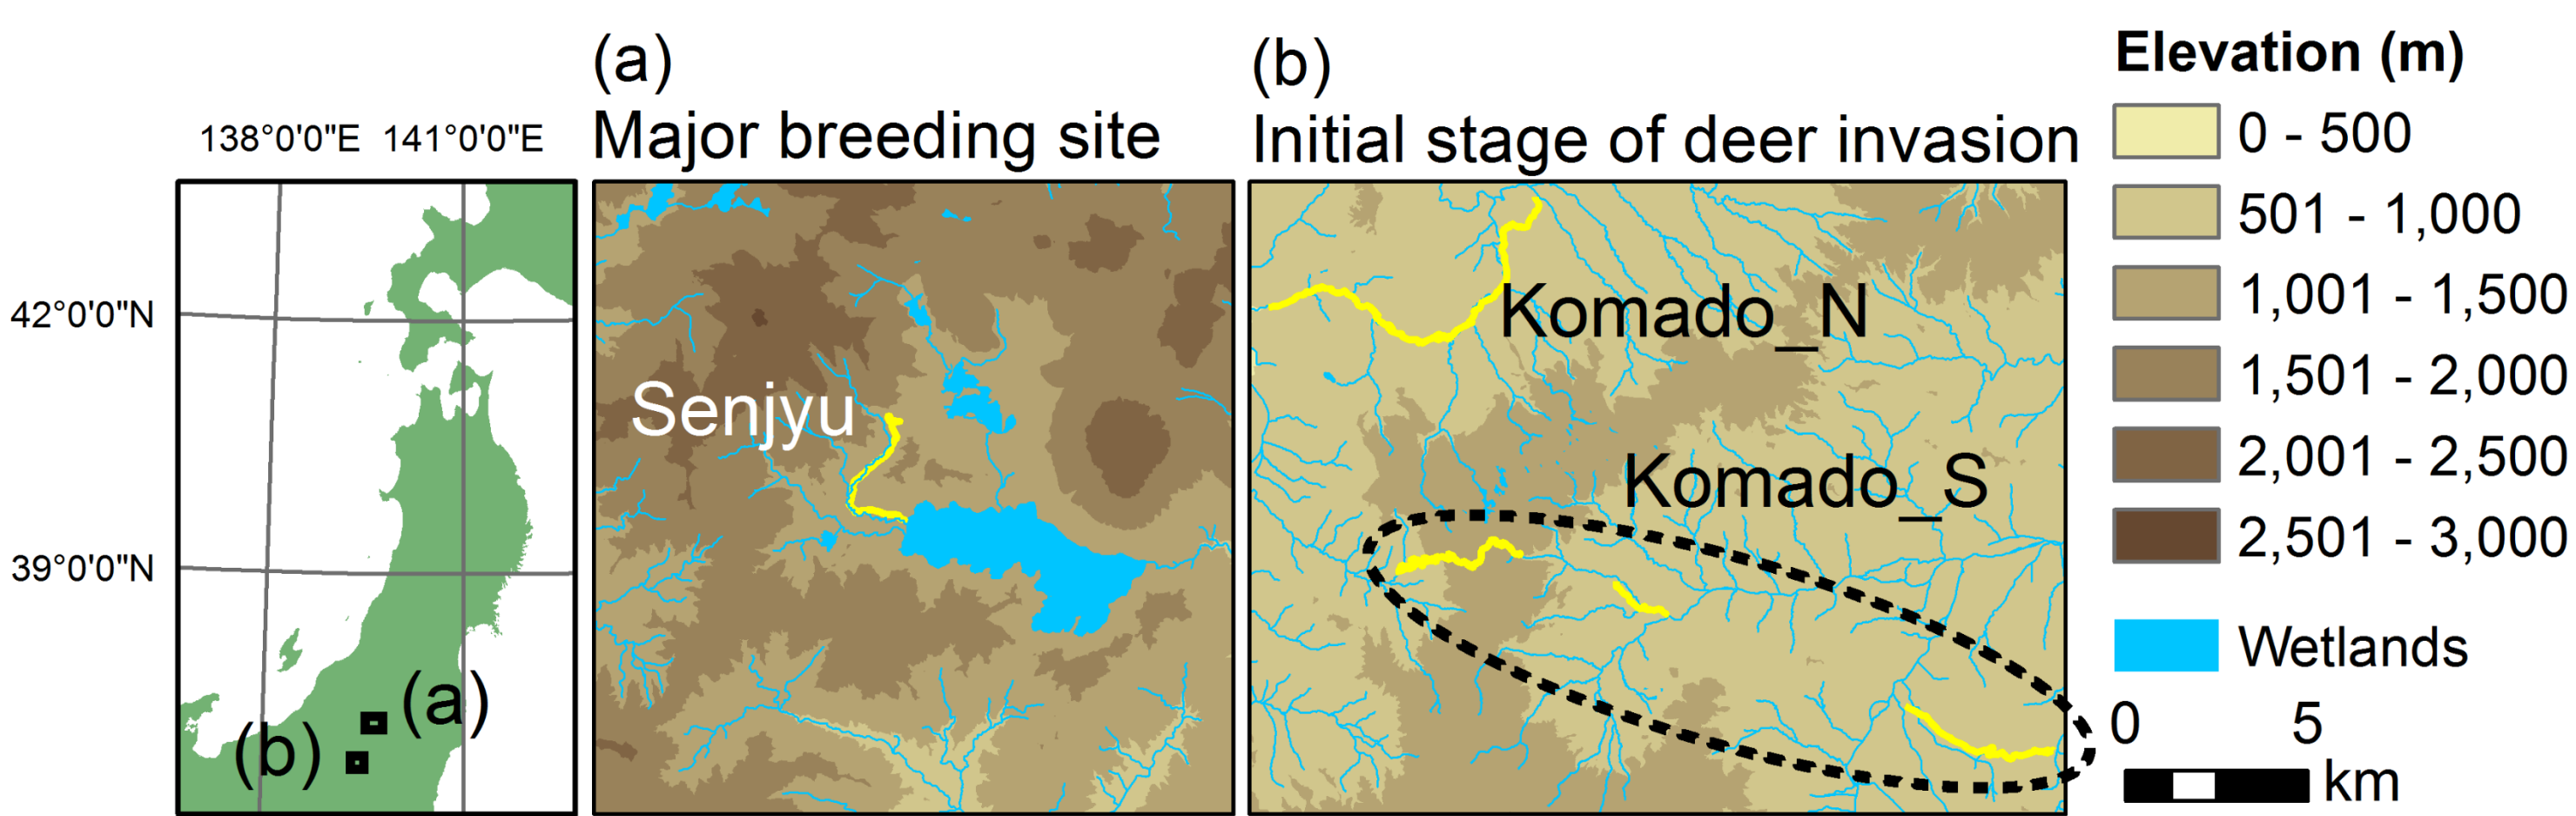 138°0'0"E 141°0'0"E
42°0'0"N
39°0'0"N
(a)
(b)
(a)
Major breeding site
Senjyu
(b)
Initial stage of deer invasion
Komado_N
Komado_S
Elevation (m)
0 - 500
501 - 1,000
1,001 - 1,500
1,501 - 2,000
2,001 - 2,500
2,501 - 3,000
Wetlands
0 5
km